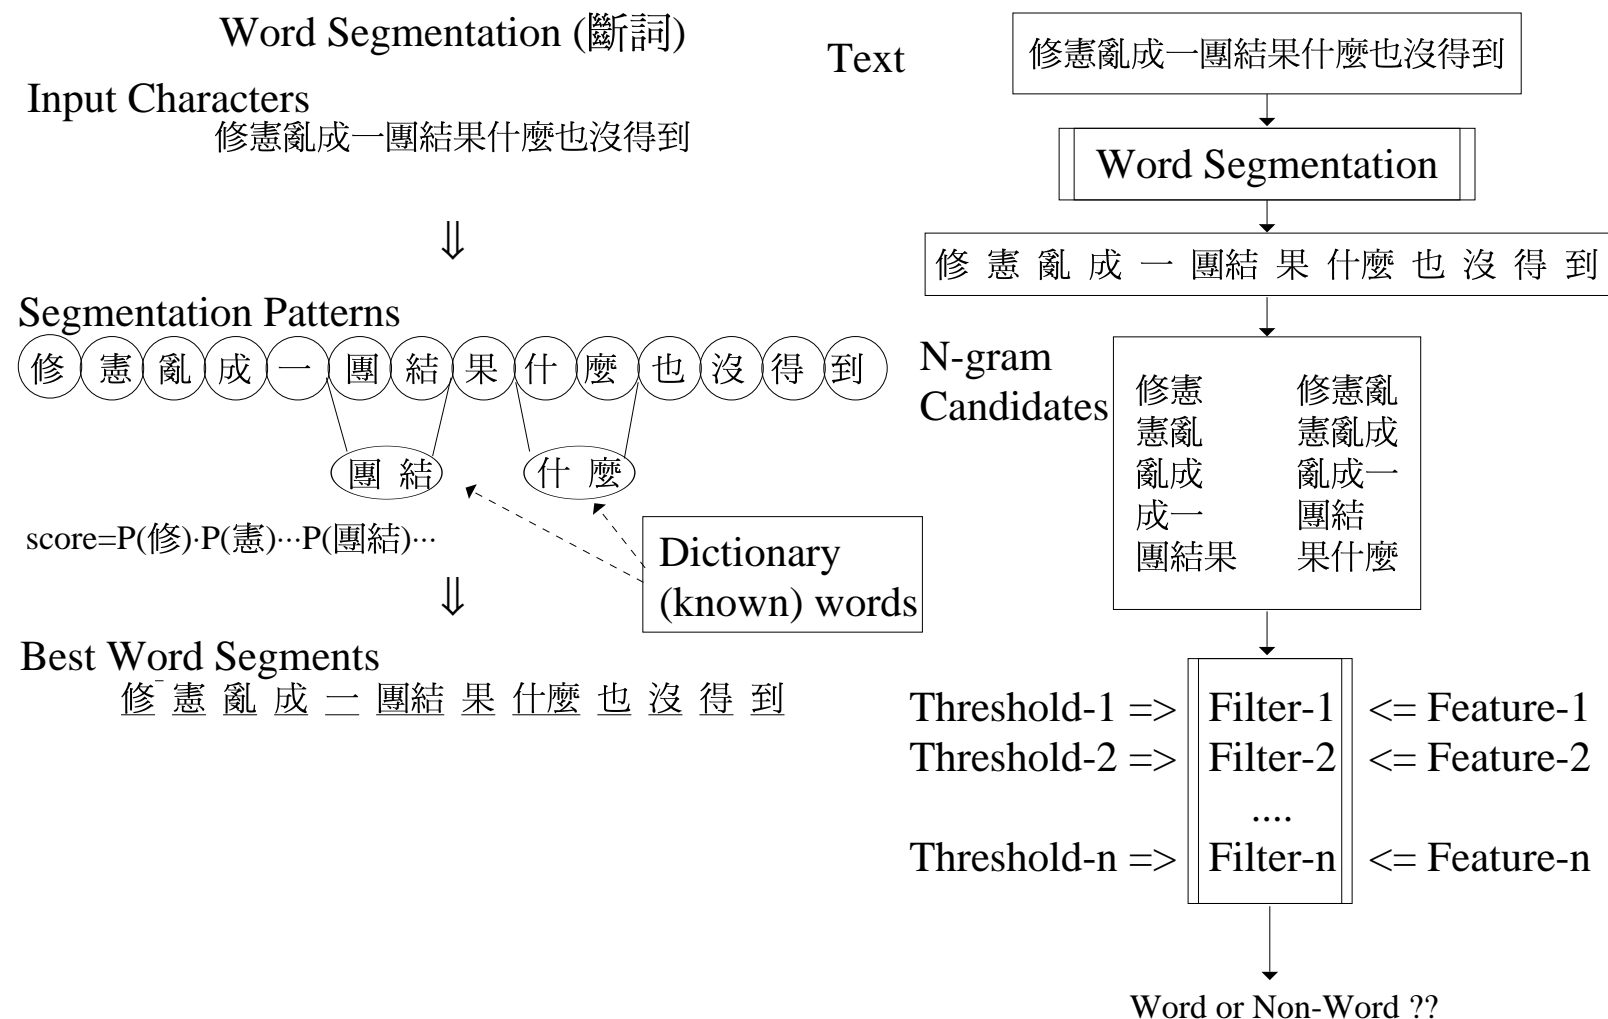 Word Segmentation (斷詞)
Input Characters
修憲亂成一團結果什麼也沒得到
⇓
Segmentation Patterns
修 憲 亂 成 一 團 結 果 什 麼 也 沒 得 到
團 結
什 麼
score=P(修)·P(憲)···P(團結)···
Dictionary
(known) words
⇓
Best Word Segments
修 憲 亂 成 一 團結 果 什麼 也 沒 得 到
Text
修憲亂成一團結果什麼也沒得到
Word Segmentation
修 憲 亂 成 一 團結 果 什麼 也 沒 得 到
N-gram
Candidates
修憲 修憲亂
憲亂 憲亂成
亂成 亂成一
成一 團結
團結果 果什麼
Threshold-1 => Filter-1 <= Feature-1
Threshold-2 => Filter-2 <= Feature-2
....
Threshold-n => Filter-n <= Feature-n
Word or Non-Word ??